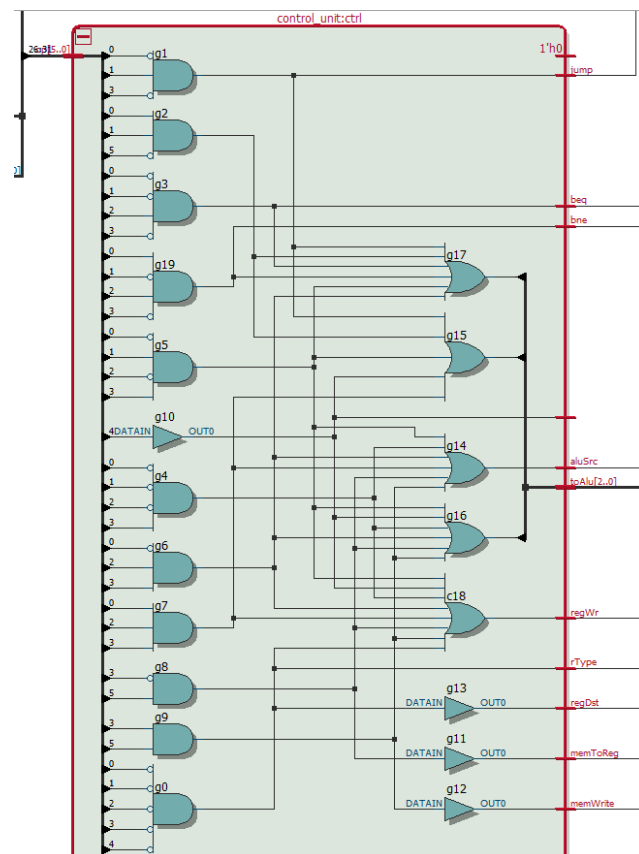 control_unit:ctrl
1'h0
jump
0
g1
1
3
0
g2
1
5
0
g3
1
2
3
beq
bne
0
g19
1
2
3
g17
0
g5
1
2
3
g15
g10
4 DATAIN OUT0
0
g4
1
2
3
g14
aluSrc
toAlu[2..0]
g16
0
g6
2
3
0
g7
2
3
c18
regWr
g8
3
5
rType
g13
DATAIN OUT0
regDst
g9
3
5
g11
DATAIN OUT0
memToReg
0
1
g0
2
3
4
g12
DATAIN OUT0
memWrite